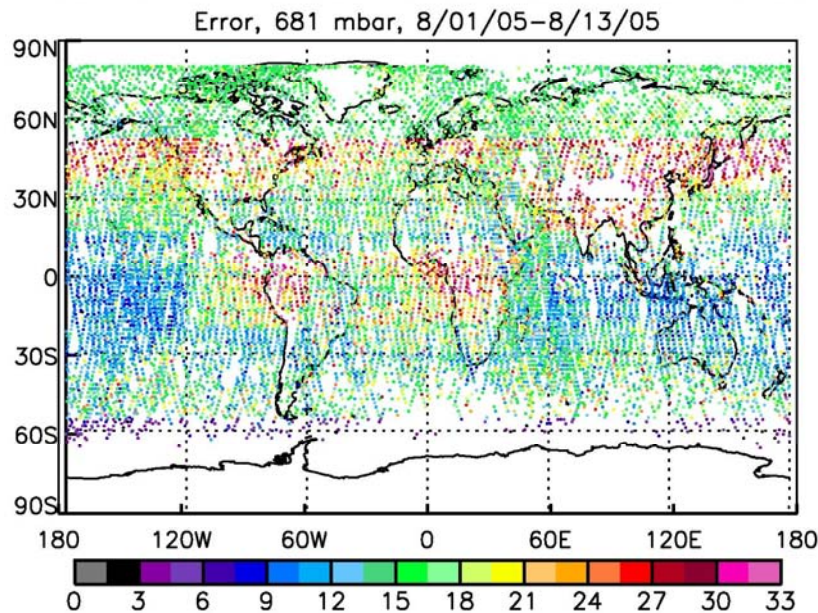 Error, 681 mbar, 8/01/05–8/13/05
90N
60N
30N
0
30S
60S
90S
180 120W 60W 0 60E 120E 180
0 3 6 9 12 15 18 21 24 27 30 33